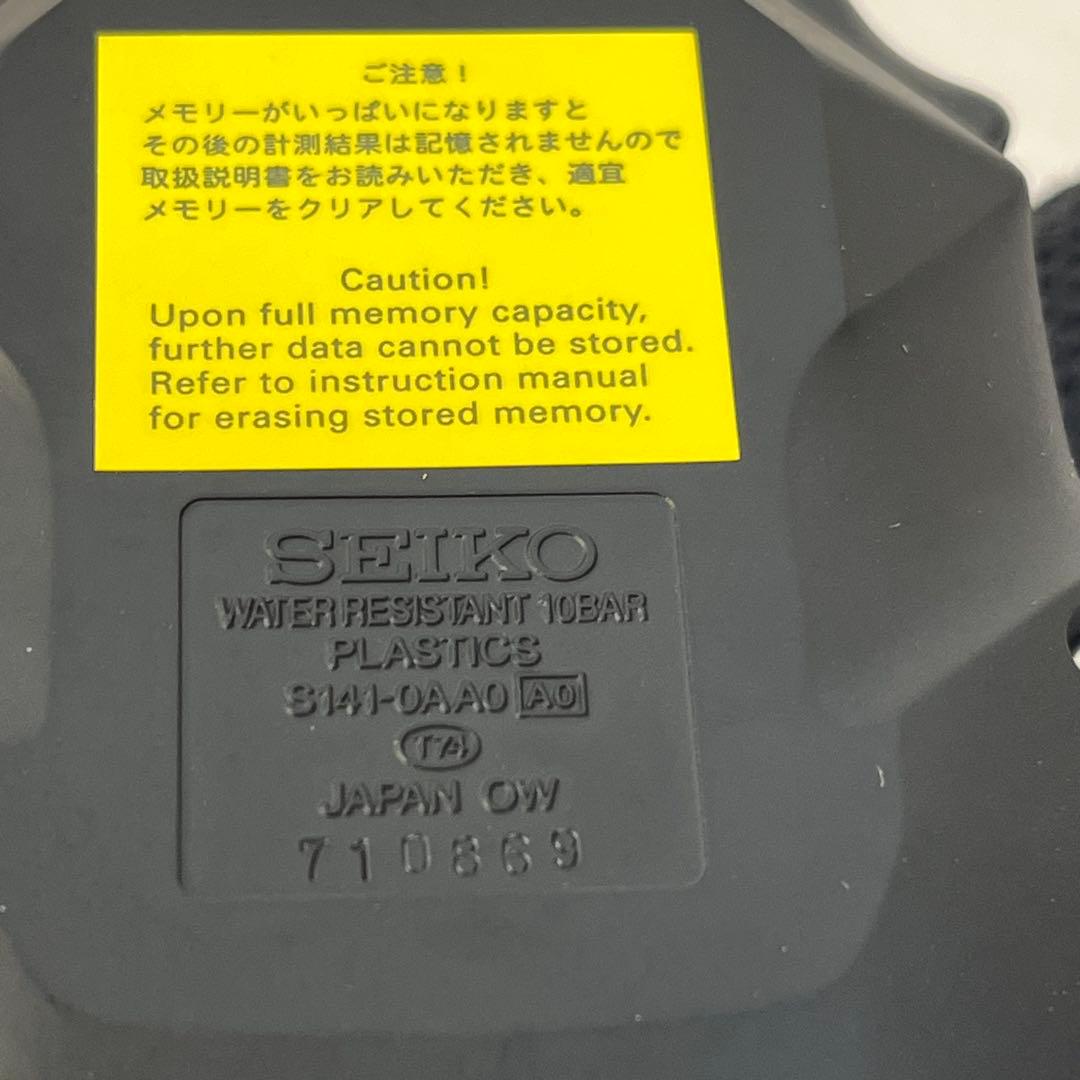 ご注意！
メモリーがいっぱいになりますと
その後の計測結果は記憶されませんので
取扱説明書をお読みいただき、適宜
メモリーをクリアしてください。
Caution!
Upon full memory capacity,
further data cannot be stored.
Refer to instruction manual
for erasing stored memory.
SEIKO
WATER RESISTANT 10BAR
PLASTICS
S141-0AA0 A0
T74
JAPAN OW
710869